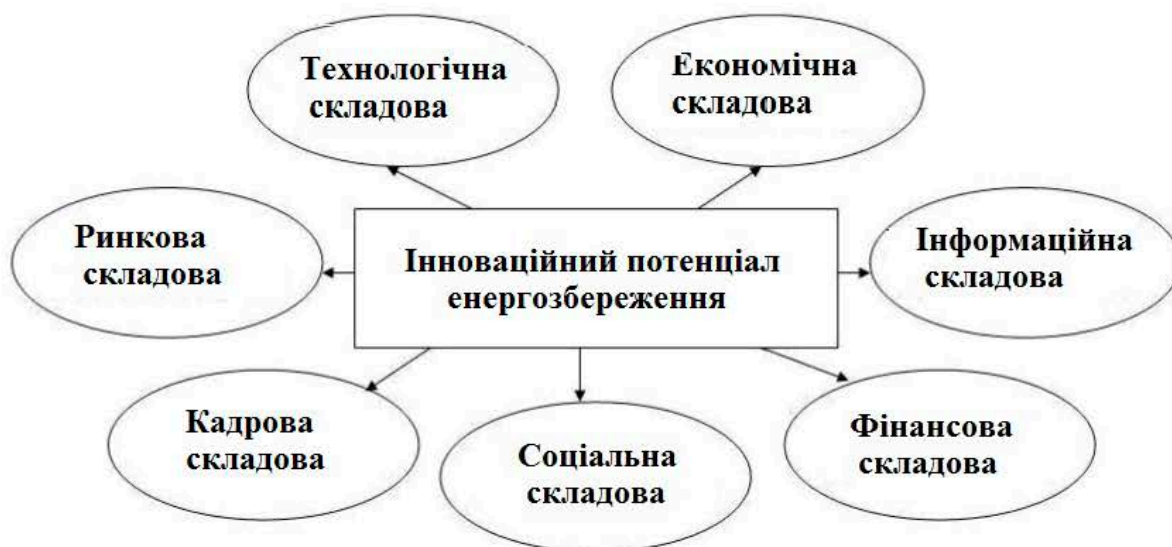 Технологічна
складова
Економічна
складова
Ринкова
складова
Інноваційний потенціал
енергозбереження
Інформаційна
складова
Кадрова
складова
Соціальна
складова
Фінансова
складова